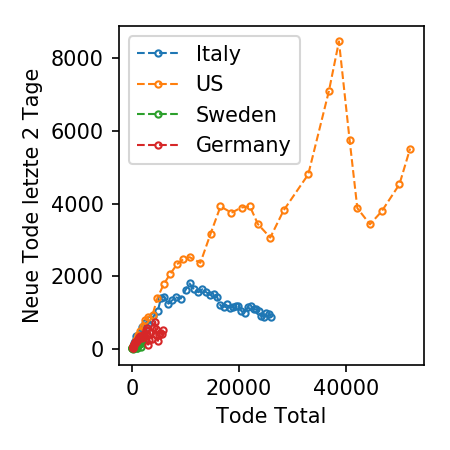 Italy
US
Sweden
Germany
Neue Tode letzte 2 Tage
8000
6000
4000
2000
0
0
20000
40000
Tode Total